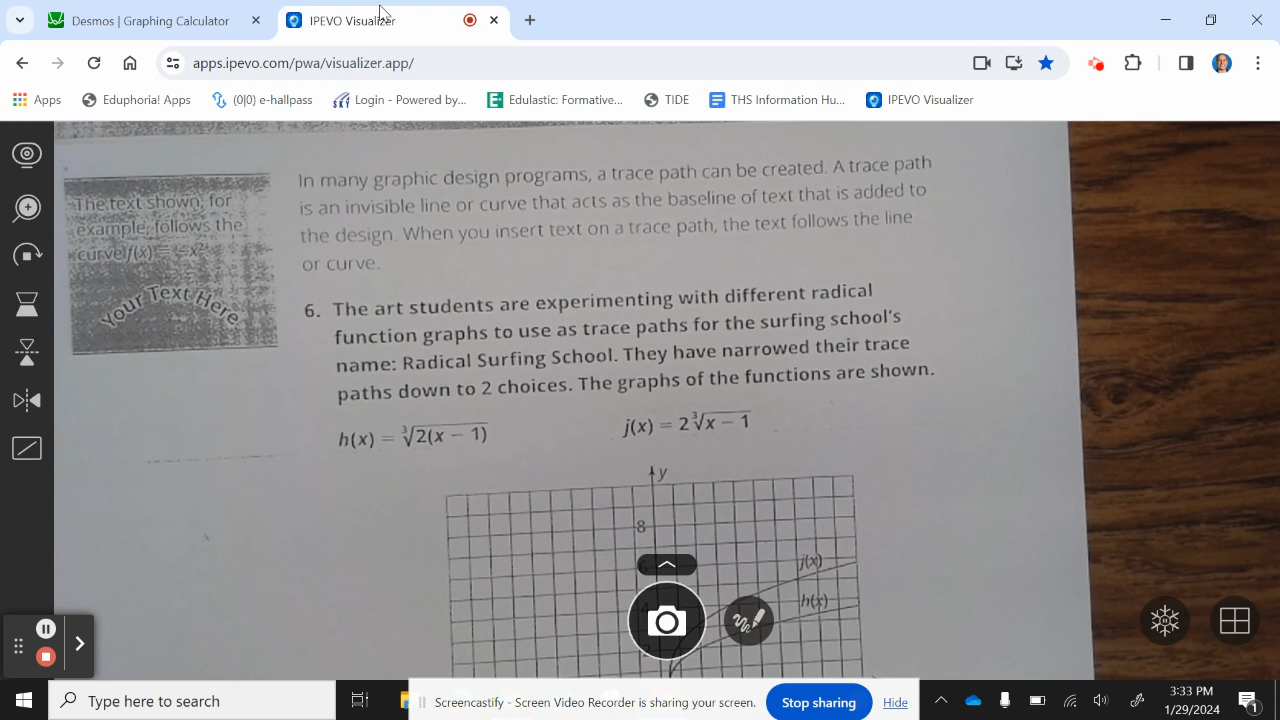 Desmos | Graphing Calculator
IPEVO Visualizer
apps.ipevo.com/pwa/visualizer.app/
Apps
Eduphoria! Apps
(0|0) e-hallpass
Login - Powered by...
Edulastic: Formative...
TIDE
THS Information Hu...
IPEVO Visualizer
The text shown, for
example, follows the
curve f(x) = -x²
Your Text Here
In many graphic design programs, a trace path can be created. A trace path
is an invisible line or curve that acts as the baseline of text that is added to
the design. When you insert text on a trace path, the text follows the line
or curve.
6. The art students are experimenting with different radical
function graphs to use as trace paths for the surfing school's
name: Radical Surfing School. They have narrowed their trace
paths down to 2 choices. The graphs of the functions are shown.
h(x) = ∛2(x − 1)
j(x) = 2∛x − 1
y
8
j(x)
h(x)
Type here to search
Screencastify - Screen Video Recorder is sharing your screen.
Stop sharing
Hide
3:33 PM
1/29/2024
1